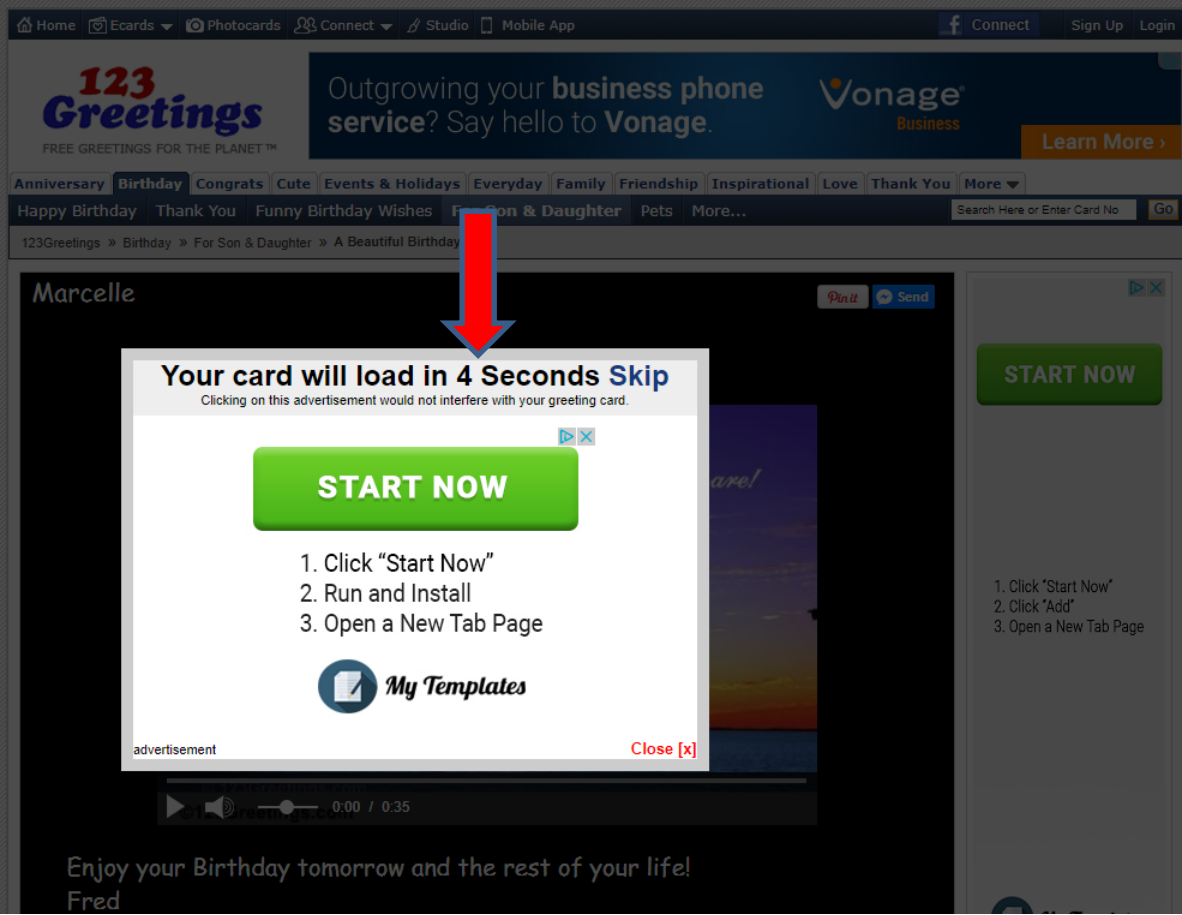 Home Ecards Photocards Connect Studio Mobile App f Connect Sign Up Login
123
Greetings
FREE GREETINGS FOR THE PLANET™
Outgrowing your business phone
service? Say hello to Vonage.
Vonage®
Business
Learn More ›
Anniversary Birthday Congrats Cute Events & Holidays Everyday Family Friendship Inspirational Love Thank You More
Happy Birthday Thank You Funny Birthday Wishes For Son & Daughter Pets More... Search Here or Enter Card No Go
123Greetings » Birthday » For Son & Daughter » A Beautiful Birthday
Marcelle
Pin it Send
Your card will load in 4 Seconds Skip
Clicking on this advertisement would not interfere with your greeting card.
START NOW
1. Click “Start Now”
2. Run and Install
3. Open a New Tab Page
My Templates
advertisement Close [x]
are!
START NOW
1. Click "Start Now"
2. Click "Add"
3. Open a New Tab Page
0:00 / 0:35
©123Greetings.com
Enjoy your Birthday tomorrow and the rest of your life!
Fred